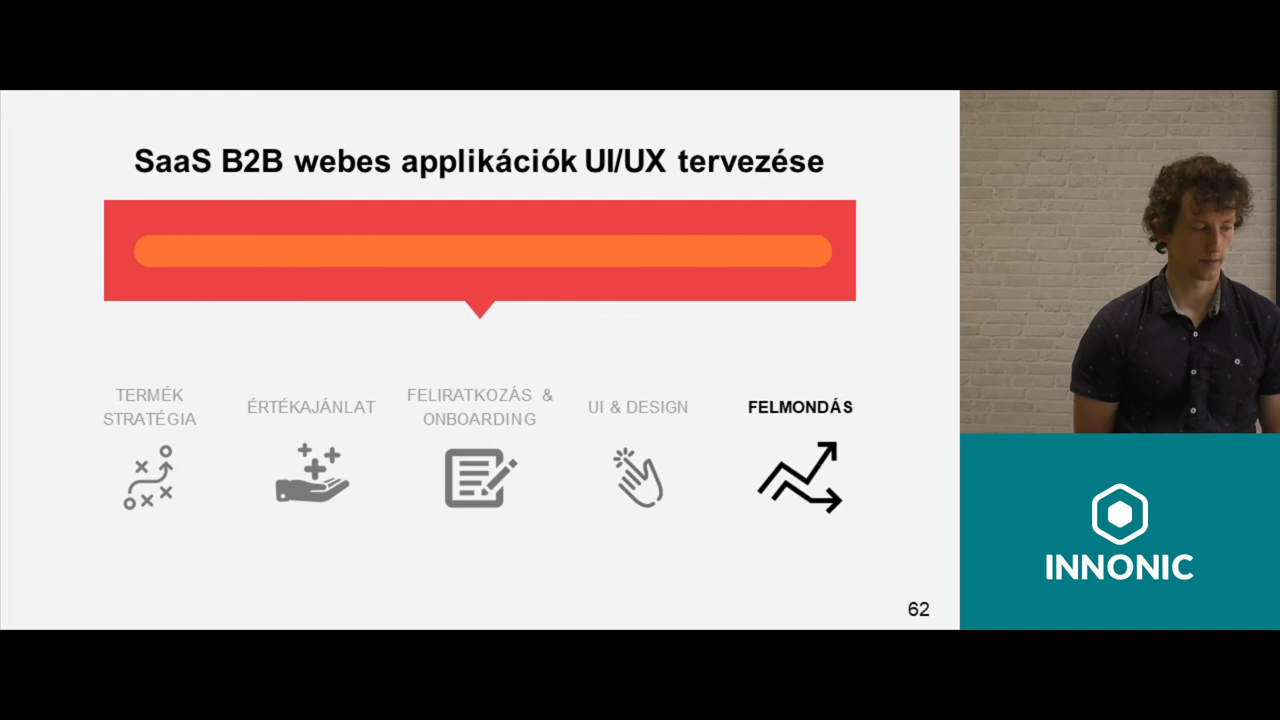 SaaS B2B webes applikációk UI/UX tervezése
TERMÉK
STRATÉGIA
ÉRTÉKAJÁNLAT
FELIRATKOZÁS &
ONBOARDING
UI & DESIGN
FELMONDÁS
62
INNONIC